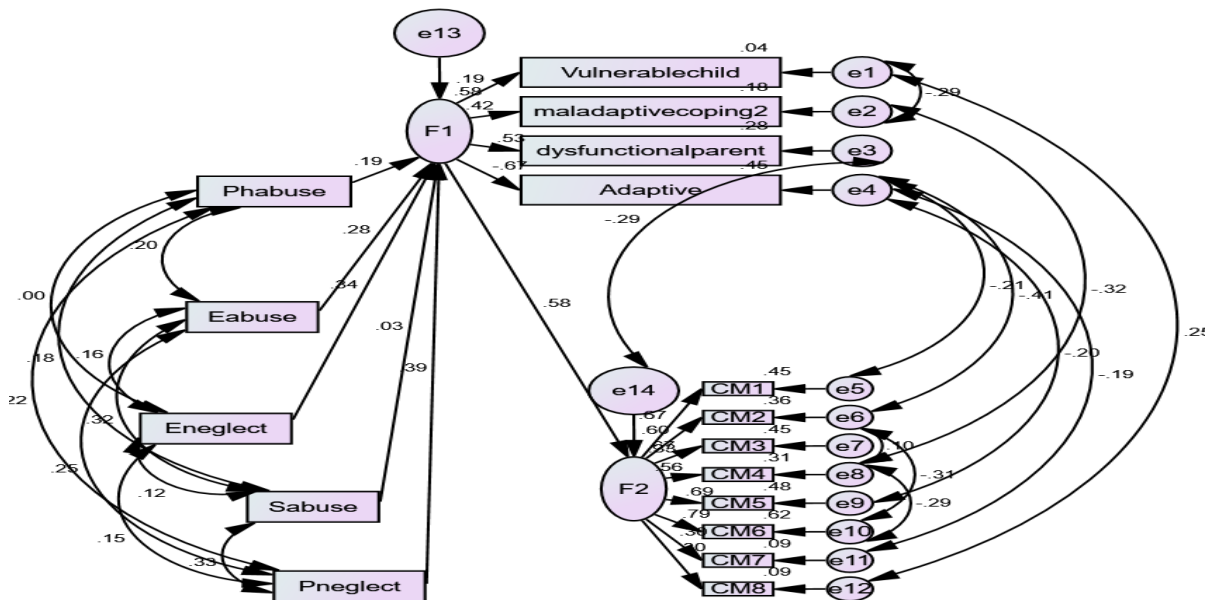 e13
.04
.19 Vulnerablechild e1
.58 .18 -.29
.42 maladaptivecoping2 e2
F1 .28
.53 dysfunctionalparent e3
.19 -.67 .45
Phabuse Adaptive e4
-.29
.20 .28
.00 .34 .58 -.21 -.41 -.32
Eabuse .03 .25
.18 .16 -.20
.39 -.19
.45
e14 CM1 e5
22 .67 .36
.32 .60 CM2 e6
Eneglect .45
CM3 e7 .10
.25 .56 .31
CM4 e8 -.31
.12 F2 .69 .48
Sabuse CM5 e9 -.29
.79 .62
CM6 e10
.15 .33 .30 .09
CM7 e11
Pneglect .09
CM8 e12